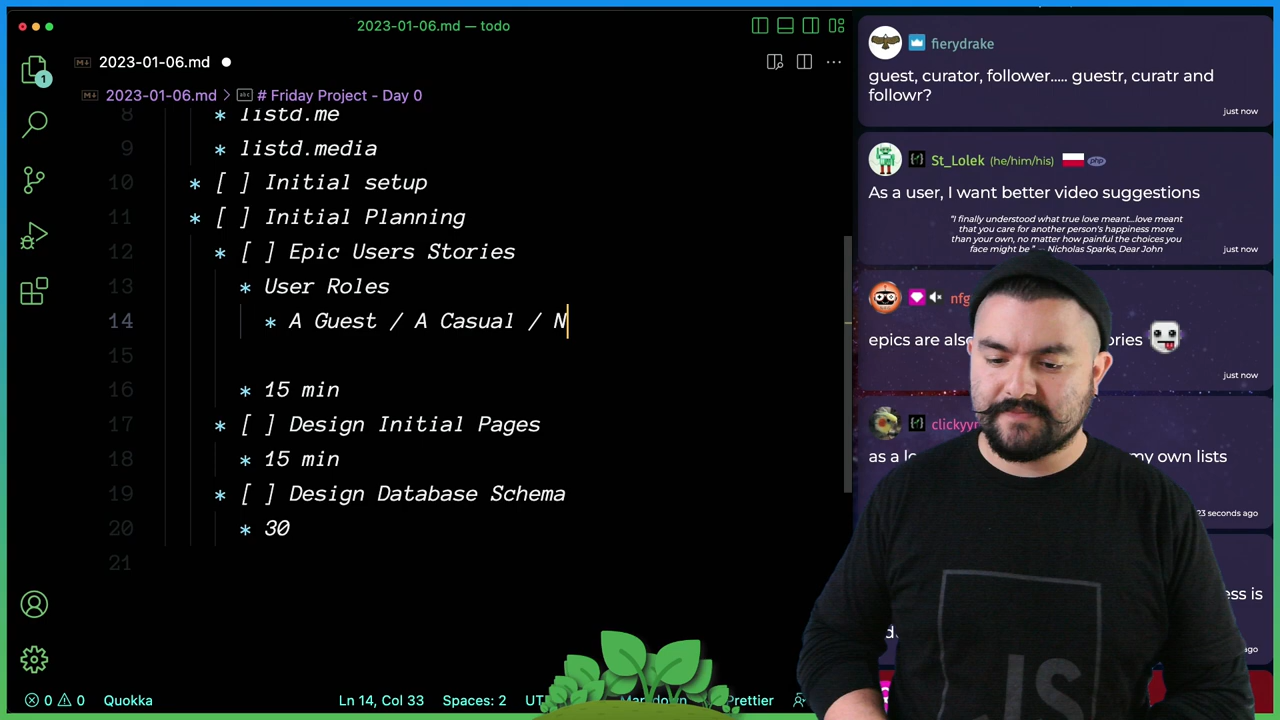 2023-01-06.md — todo
1
2023-01-06.md
2023-01-06.md > # Friday Project - Day 0
8 * listd.me
9 * listd.media
10 * [ ] Initial setup
11 * [ ] Initial Planning
12 * [ ] Epic Users Stories
13 * User Roles
14 * A Guest / A Casual / N
15
16 * 15 min
17 * [ ] Design Initial Pages
18 * 15 min
19 * [ ] Design Database Schema
20 * 30
21
0 0 Quokka Ln 14, Col 33 Spaces: 2 Markdown Prettier
fierydrake
guest, curator, follower..... guestr, curatr and
followr?
just now
St_Lolek (he/him/his) php
As a user, I want better video suggestions
"I finally understood what true love meant...love meant
that you care for another person's happiness more
than your own, no matter how painful the choices you
face might be." — Nicholas Sparks, Dear John
just now
nfg
epics are
just now
as a my own lists
23 seconds ago
is
ago
JS